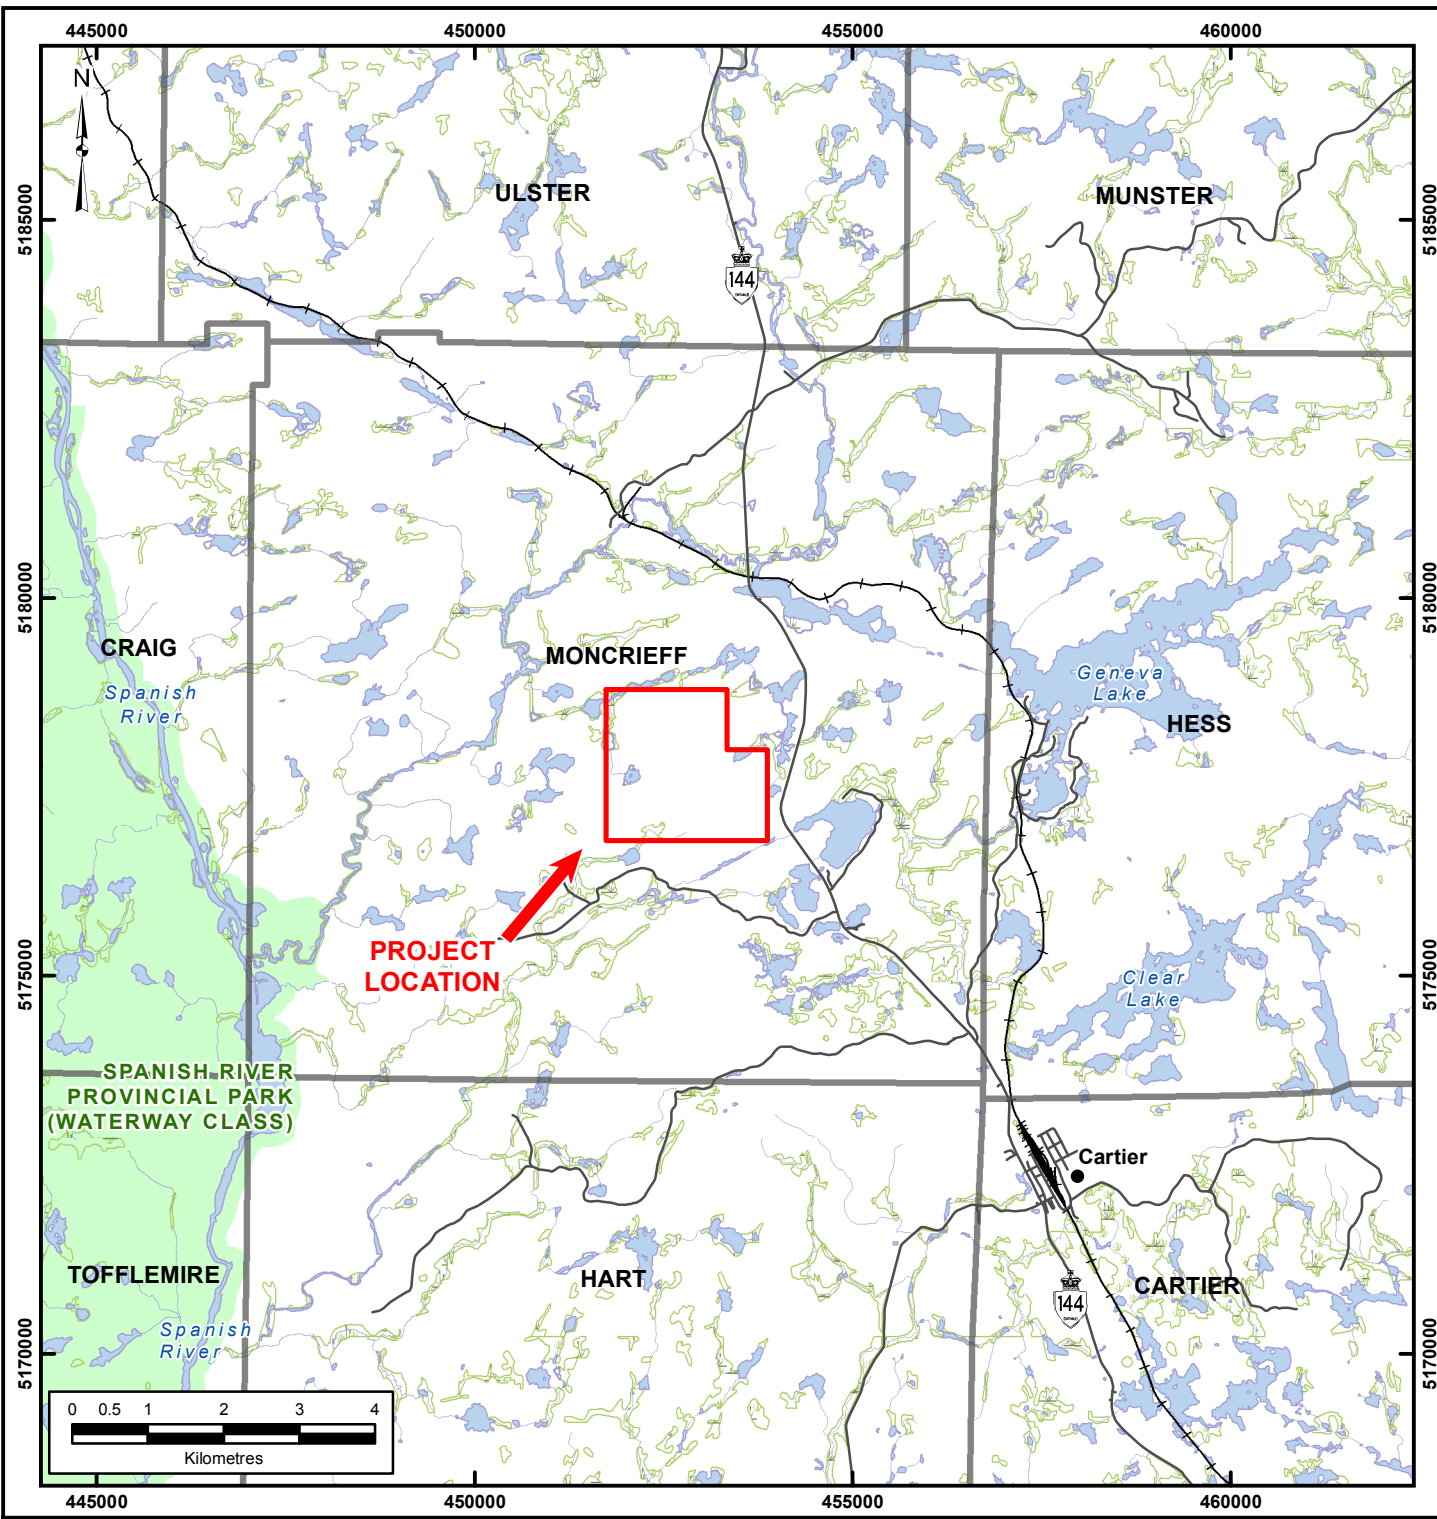 445000
450000
455000
460000
N
ULSTER
MUNSTER
5185000
5185000
144
ONTARIO
5180000
5180000
CRAIG
MONCRIEFF
Spanish
River
Geneva
Lake
HESS
PROJECT
LOCATION
5175000
5175000
Clear
Lake
SPANISH RIVER
PROVINCIAL PARK
(WATERWAY CLASS)
Cartier
TOFFLEMIRE
HART
CARTIER
144
ONTARIO
Spanish
River
5170000
5170000
0 0.5 1 2 3 4
Kilometres
445000
450000
455000
460000